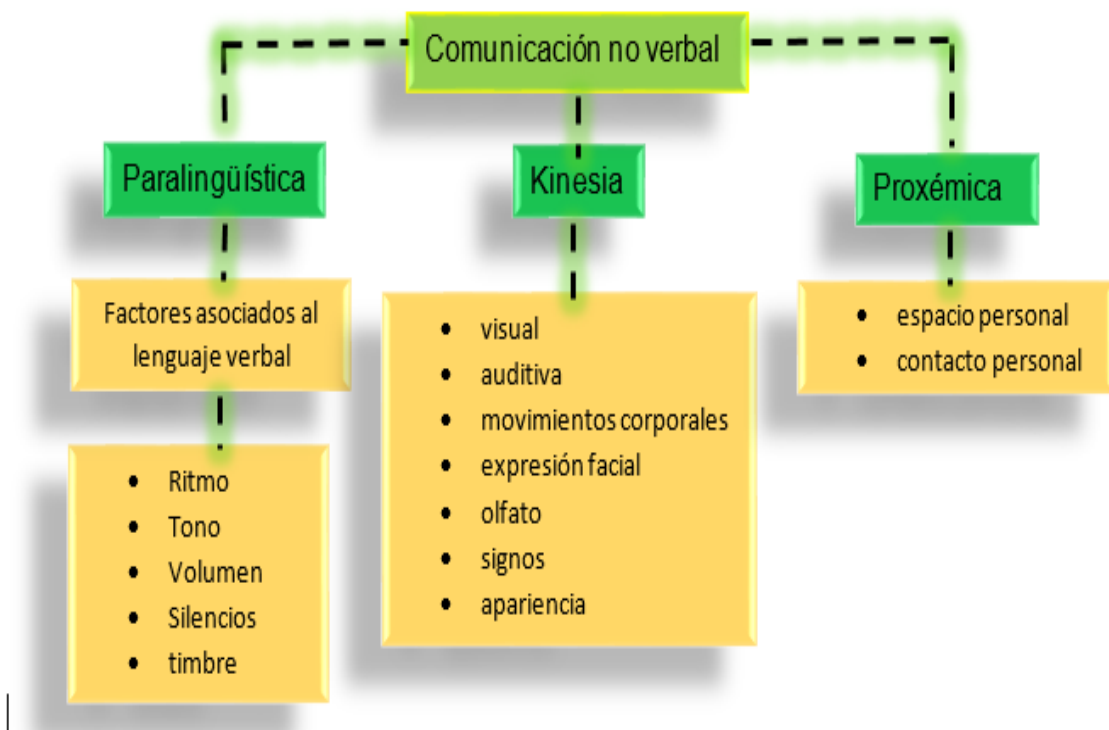 Comunicación no verbal
Paralingüística
Kinesia
Proxémica
Factores asociados al
lenguaje verbal
• Ritmo
• Tono
• Volumen
• Silencios
• timbre
• visual
• auditiva
• movimientos corporales
• expresión facial
• olfato
• signos
• apariencia
• espacio personal
• contacto personal